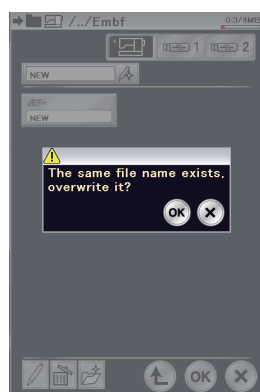 /../Embf
0.3/4MB
1
2
NEW
JEF+
NEW
The same file name exists,
overwrite it?
OK
OK